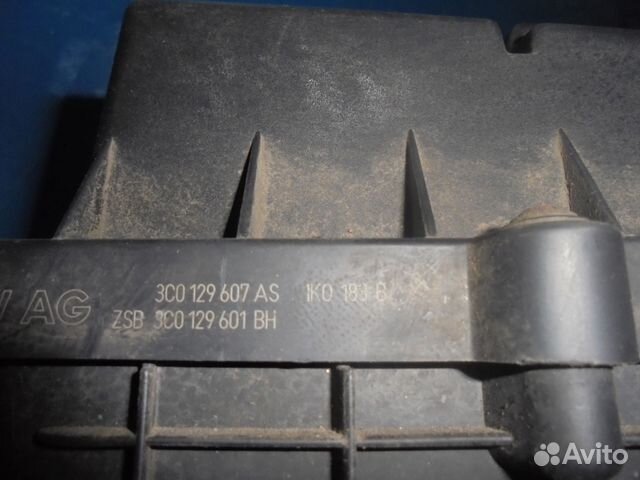 3C0 129 607 AS 1K0 183 B
AG
ZSB 3C0 129 601 BH
Avito